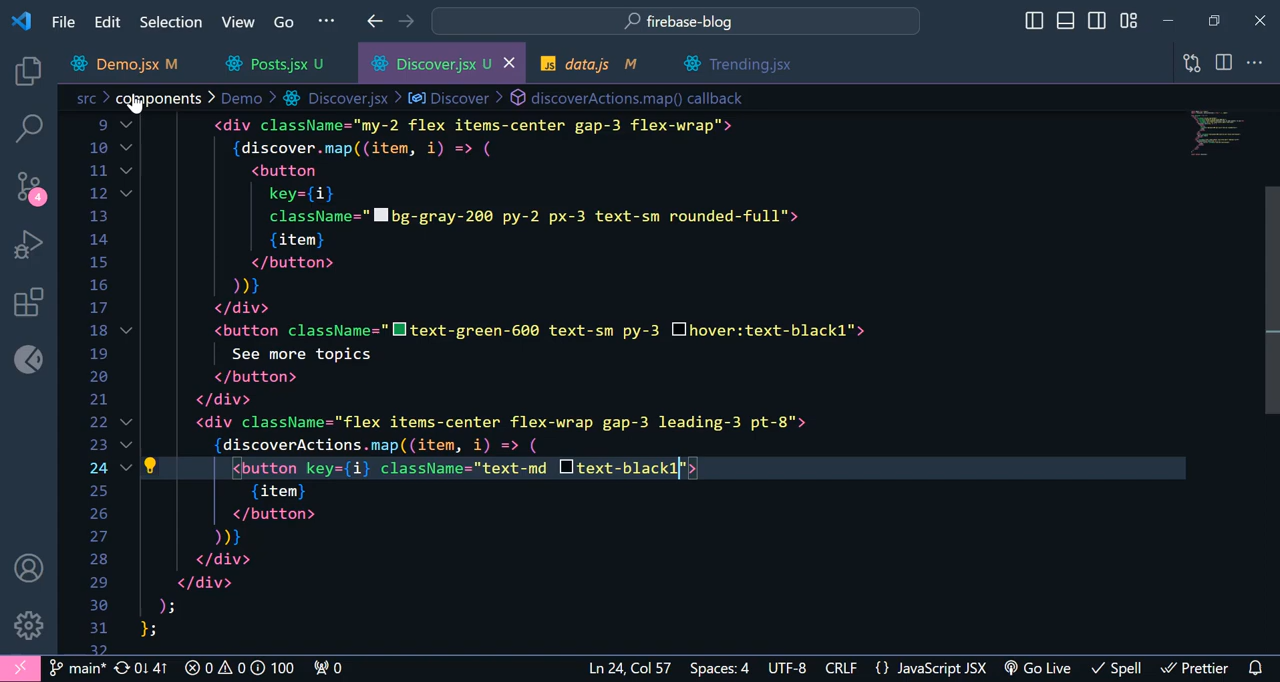 File Edit Selection View Go ··· firebase-blog
Demo.jsx M Posts.jsx U Discover.jsx U data.js M Trending.jsx
src > components > Demo > Discover.jsx > Discover > discoverActions.map() callback
9 <div className="my-2 flex items-center gap-3 flex-wrap">
10 {discover.map((item, i) => (
11 <button
12 key={i}
13 className="bg-gray-200 py-2 px-3 text-sm rounded-full">
14 {item}
15 </button>
16 ))}
17 </div>
18 <button className="text-green-600 text-sm py-3 hover:text-black1">
19 See more topics
20 </button>
21 </div>
22 <div className="flex items-center flex-wrap gap-3 leading-3 pt-8">
23 {discoverActions.map((item, i) => (
24 <button key={i} className="text-md text-black1">
25 {item}
26 </button>
27 ))}
28 </div>
29 </div>
30 );
31 };
32
4
main* 0↓ 4↑ 0 0 100 0 Ln 24, Col 57 Spaces: 4 UTF-8 CRLF {} JavaScript JSX Go Live Spell Prettier